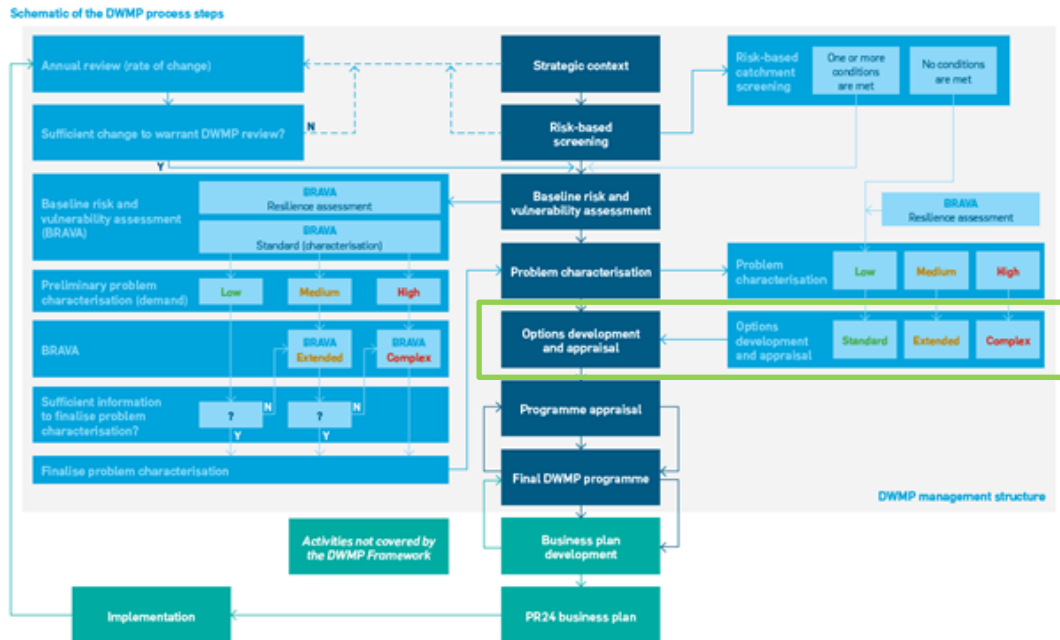 Schematic of the DWMP process steps
Annual review (rate of change)
Strategic context
Risk-based
catchment
screening
One or more
conditions
are met
No conditions
are met
Sufficient change to warrant DWMP review?
N
Y
Risk-based
screening
Baseline risk and
vulnerability assessment
(BRAVA)
BRAVA
Resilience assessment
BRAVA
Standard (characterisation)
Baseline risk and
vulnerability assessment
BRAVA
Resilience assessment
Preliminary problem
characterisation (demand)
Low
Medium
High
Problem characterisation
Problem
characterisation
Low
Medium
High
BRAVA
BRAVA
Extended
BRAVA
Complex
Options development
and appraisal
Options
development
and appraisal
Standard
Extended
Complex
Sufficient information
to finalise problem
characterisation?
?
N
?
N
Y
Y
Programme appraisal
Finalise problem characterisation
Final DWMP programme
DWMP management structure
Activities not covered by
the DWMP Framework
Business plan
development
Implementation
PR24 business plan